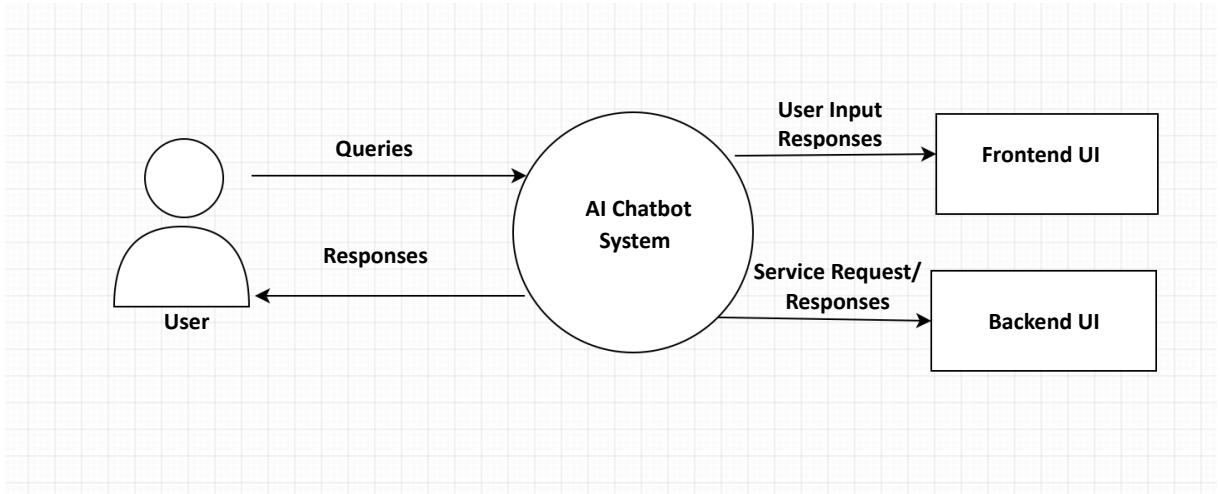 Queries
Responses
User
AI Chatbot
System
User Input
Responses
Service Request/
Responses
Frontend UI
Backend UI